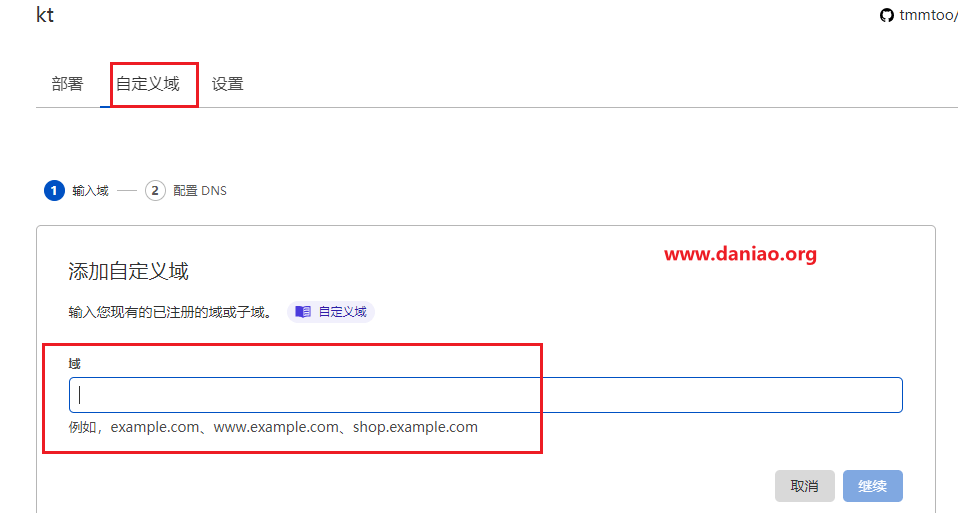 kt
tmmtoo/
部署 自定义域 设置
1 输入域 2 配置 DNS
www.daniao.org
添加自定义域
输入您现有的已注册的域或子域。 自定义域
域
例如，example.com、www.example.com、shop.example.com
取消 继续